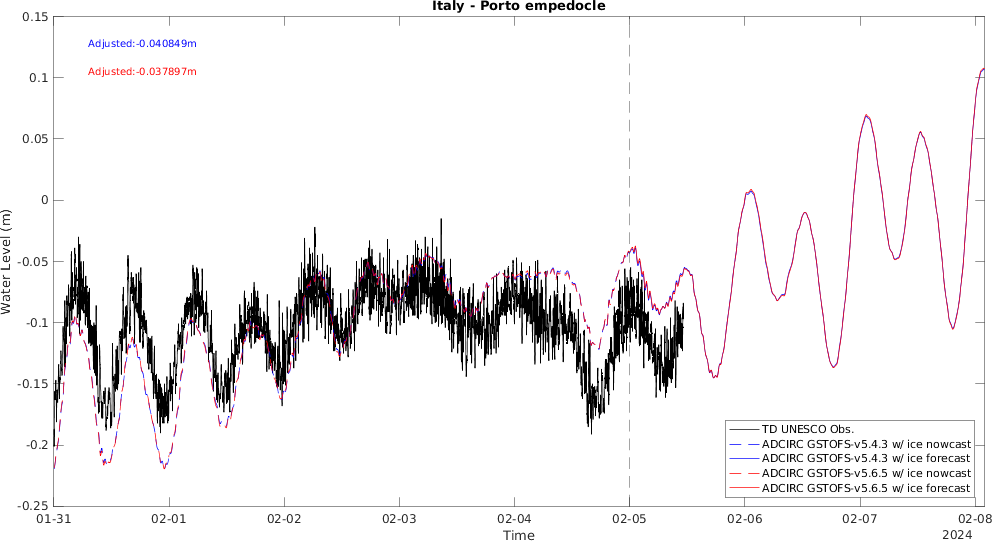 Italy - Porto empedocle
0.15
Adjusted:-0.040849m
Adjusted:-0.037897m
0.1
0.05
0
-0.05
-0.1
-0.15
-0.2
-0.25
Water Level (m)
TD UNESCO Obs.
ADCIRC GSTOFS-v5.4.3 w/ ice nowcast
ADCIRC GSTOFS-v5.4.3 w/ ice forecast
ADCIRC GSTOFS-v5.6.5 w/ ice nowcast
ADCIRC GSTOFS-v5.6.5 w/ ice forecast
01-31 02-01 02-02 02-03 02-04 02-05 02-06 02-07 02-08
Time
2024